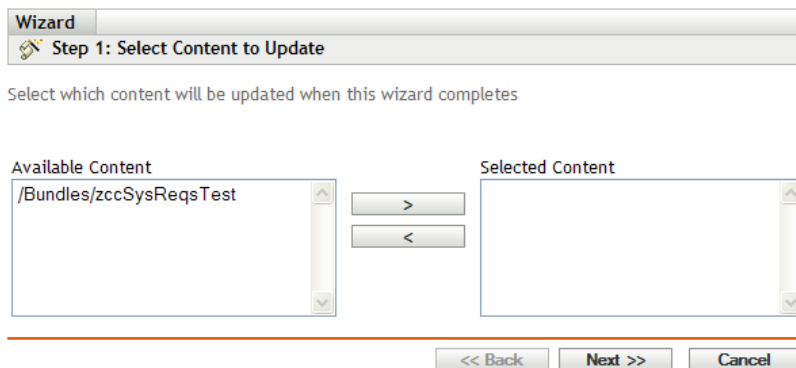 Wizard
Step 1: Select Content to Update
Select which content will be updated when this wizard completes
Available Content
Selected Content
/Bundles/zccSysReqsTest
>
<
<< Back
Next >>
Cancel